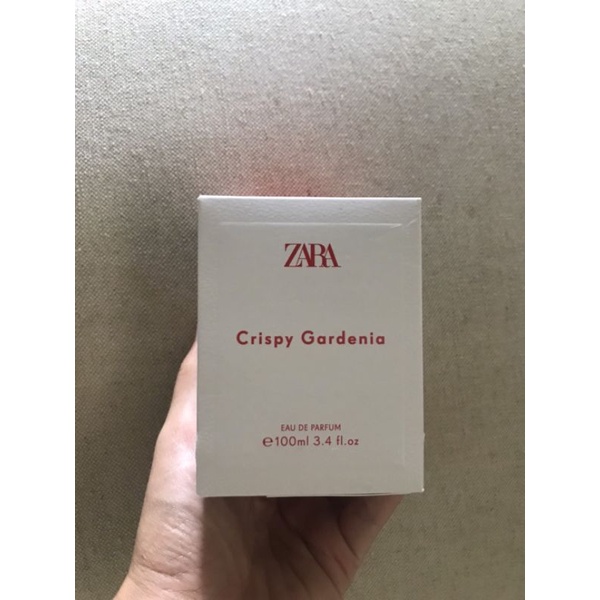 ZARA
Crispy Gardenia
EAU DE PARFUM
℮100ml 3.4 fl.oz